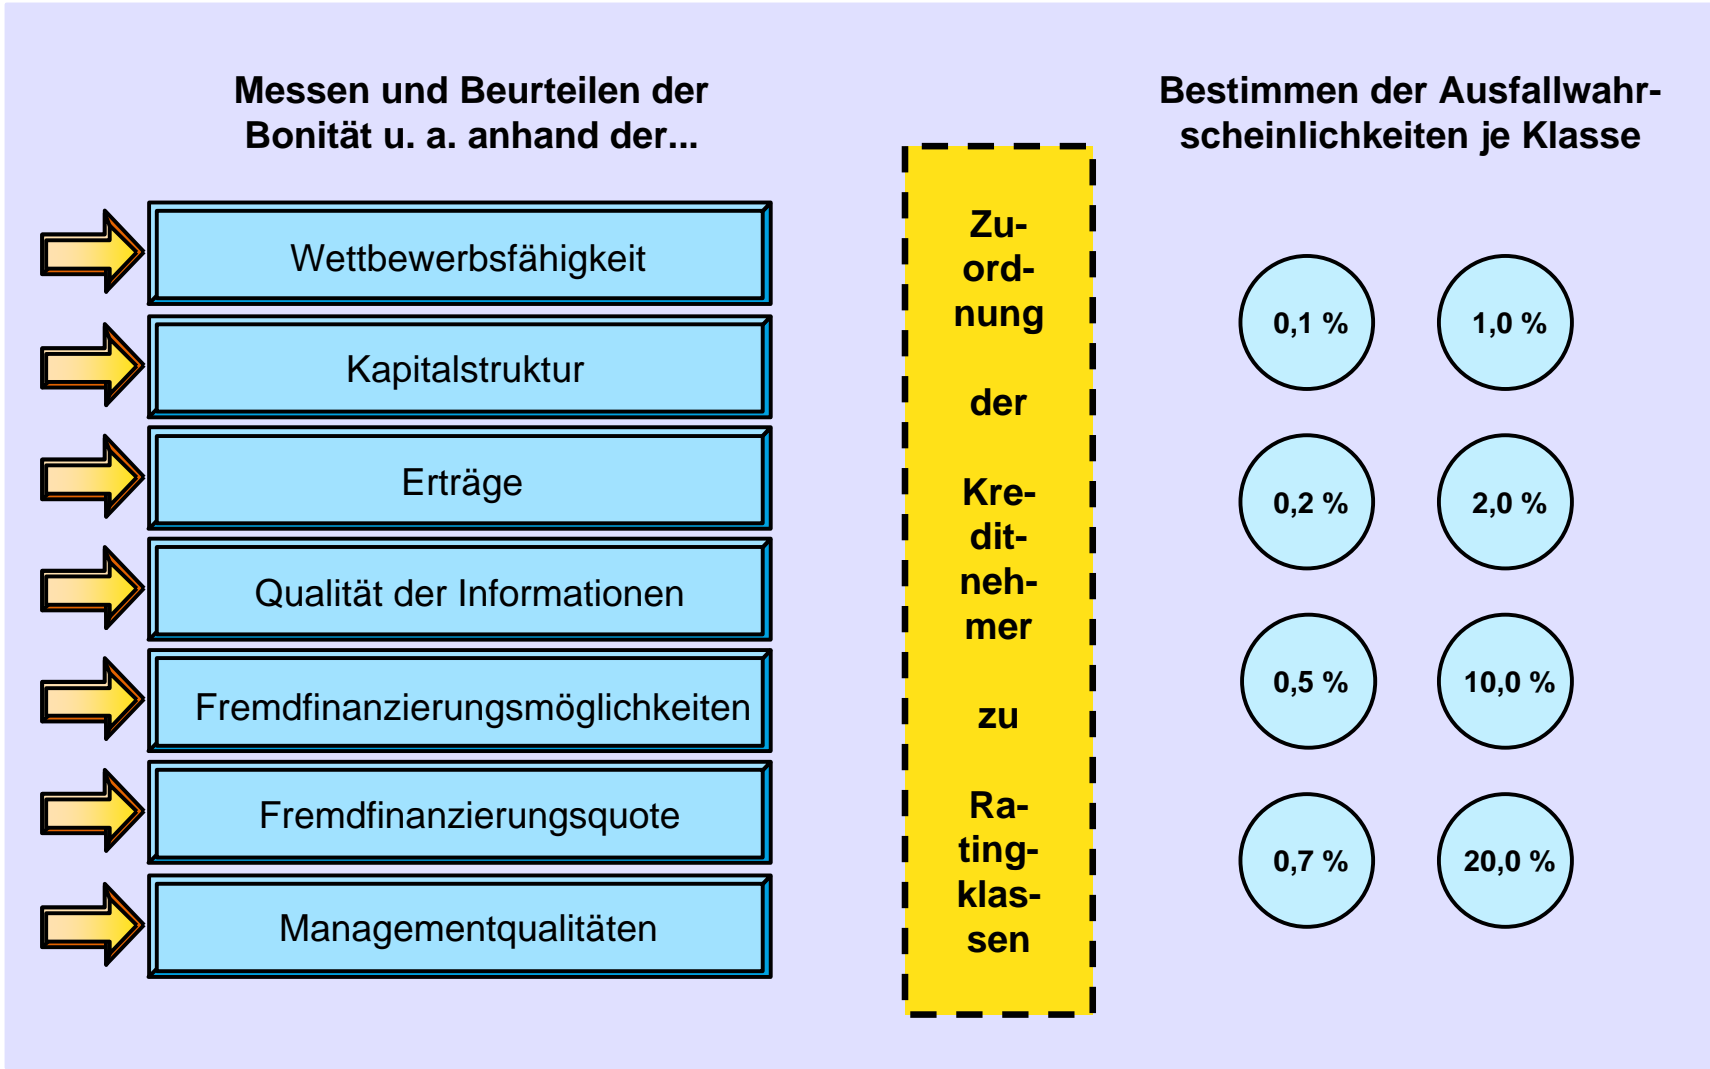 Messen und Beurteilen der
Bonität u. a. anhand der...
Wettbewerbsfähigkeit
Kapitalstruktur
Erträge
Qualität der Informationen
Fremdfinanzierungsmöglichkeiten
Fremdfinanzierungsquote
Managementqualitäten
Zu-
ord-
nung
der
Kre-
dit-
neh-
mer
zu
Ra-
ting-
klas-
sen
Bestimmen der Ausfallwahr-
scheinlichkeiten je Klasse
0,1 % 1,0 %
0,2 % 2,0 %
0,5 % 10,0 %
0,7 % 20,0 %